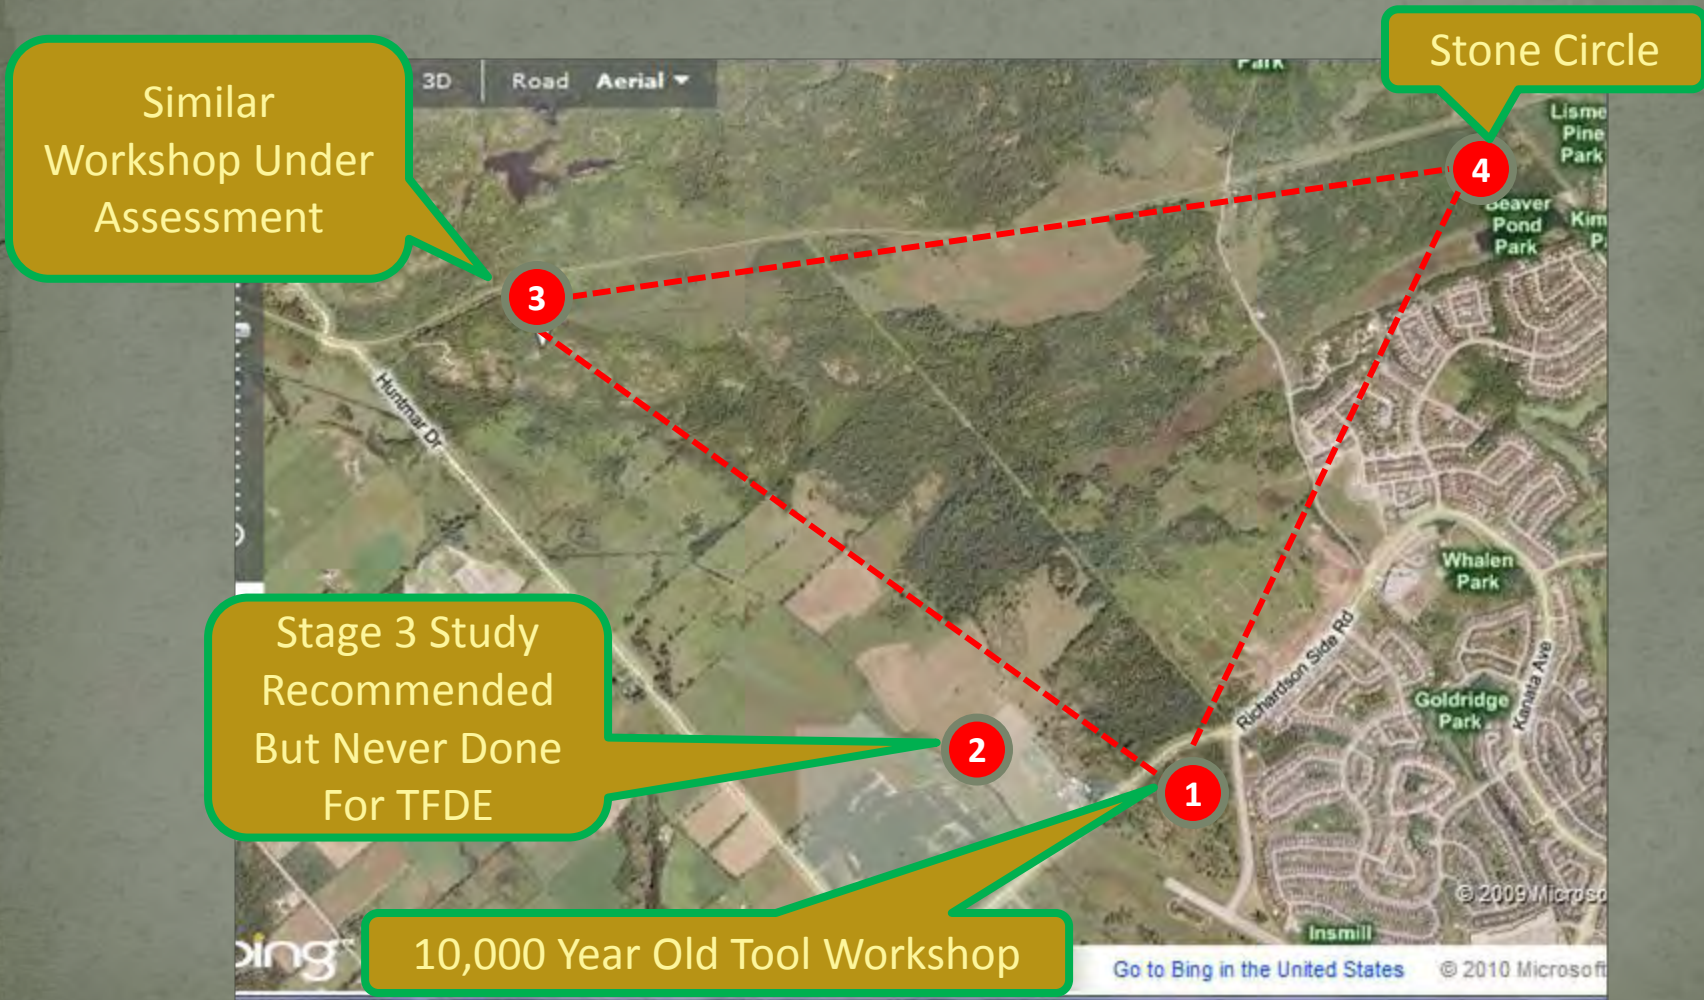 Stone Circle
Similar
Workshop Under
Assessment
3D
Road Aerial
Park
Pine
Park
4
Beaver
Pond
Park
3
Huntmar Dr
Whalen
Park
Richardson Side Rd
Kanata Ave
Goldridge
Park
Stage 3 Study
Recommended
But Never Done
For TFDE
2
1
© 2009
Insmill
10,000 Year Old Tool Workshop
bing
Go to Bing in the United States © 2010 Microsoft